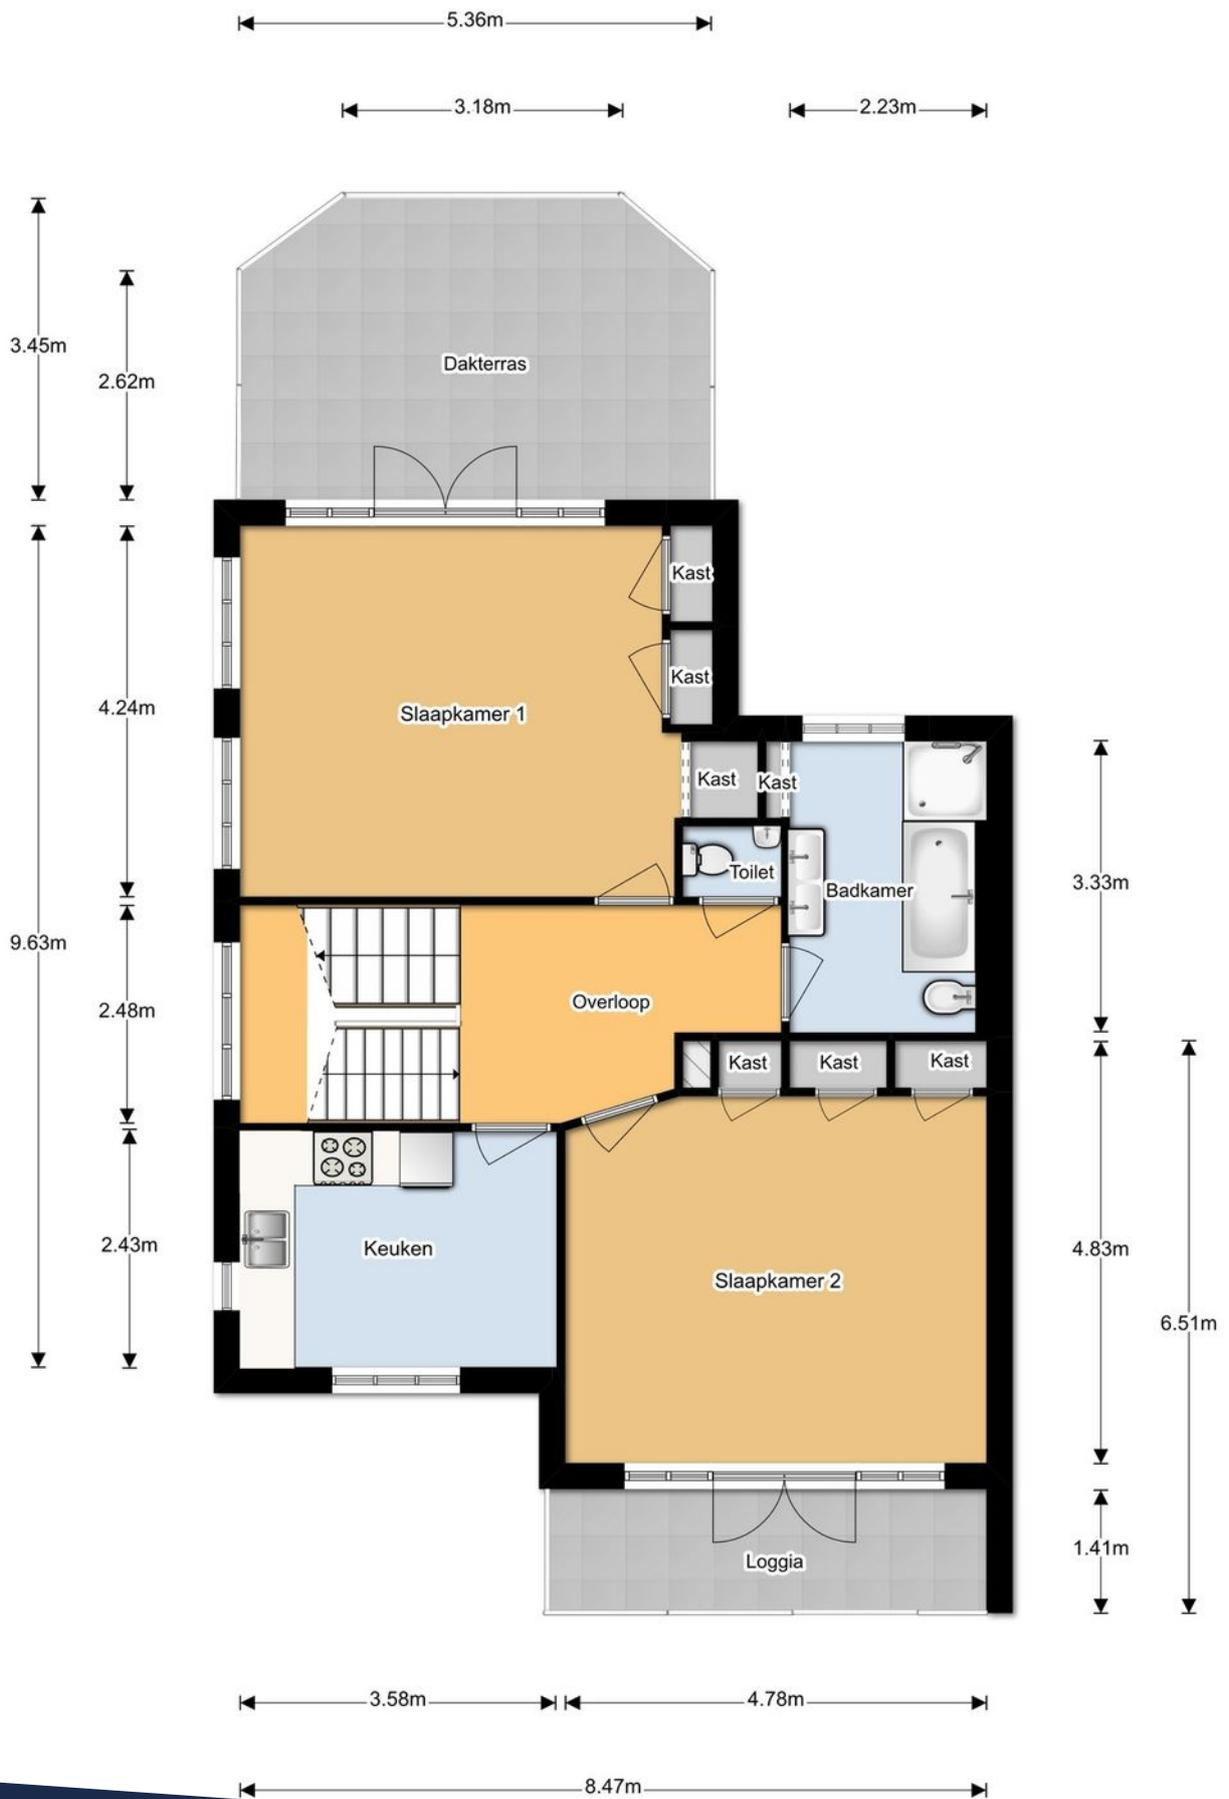 5.36m
3.18m
2.23m
3.45m
2.62m
Dakterras
Kast
Kast
4.24m
Slaapkamer 1
Kast
Kast
Toilet
Badkamer
3.33m
9.63m
2.48m
Overloop
Kast
Kast
Kast
2.43m
Keuken
4.83m
Slaapkamer 2
6.51m
Loggia
1.41m
3.58m
4.78m
8.47m